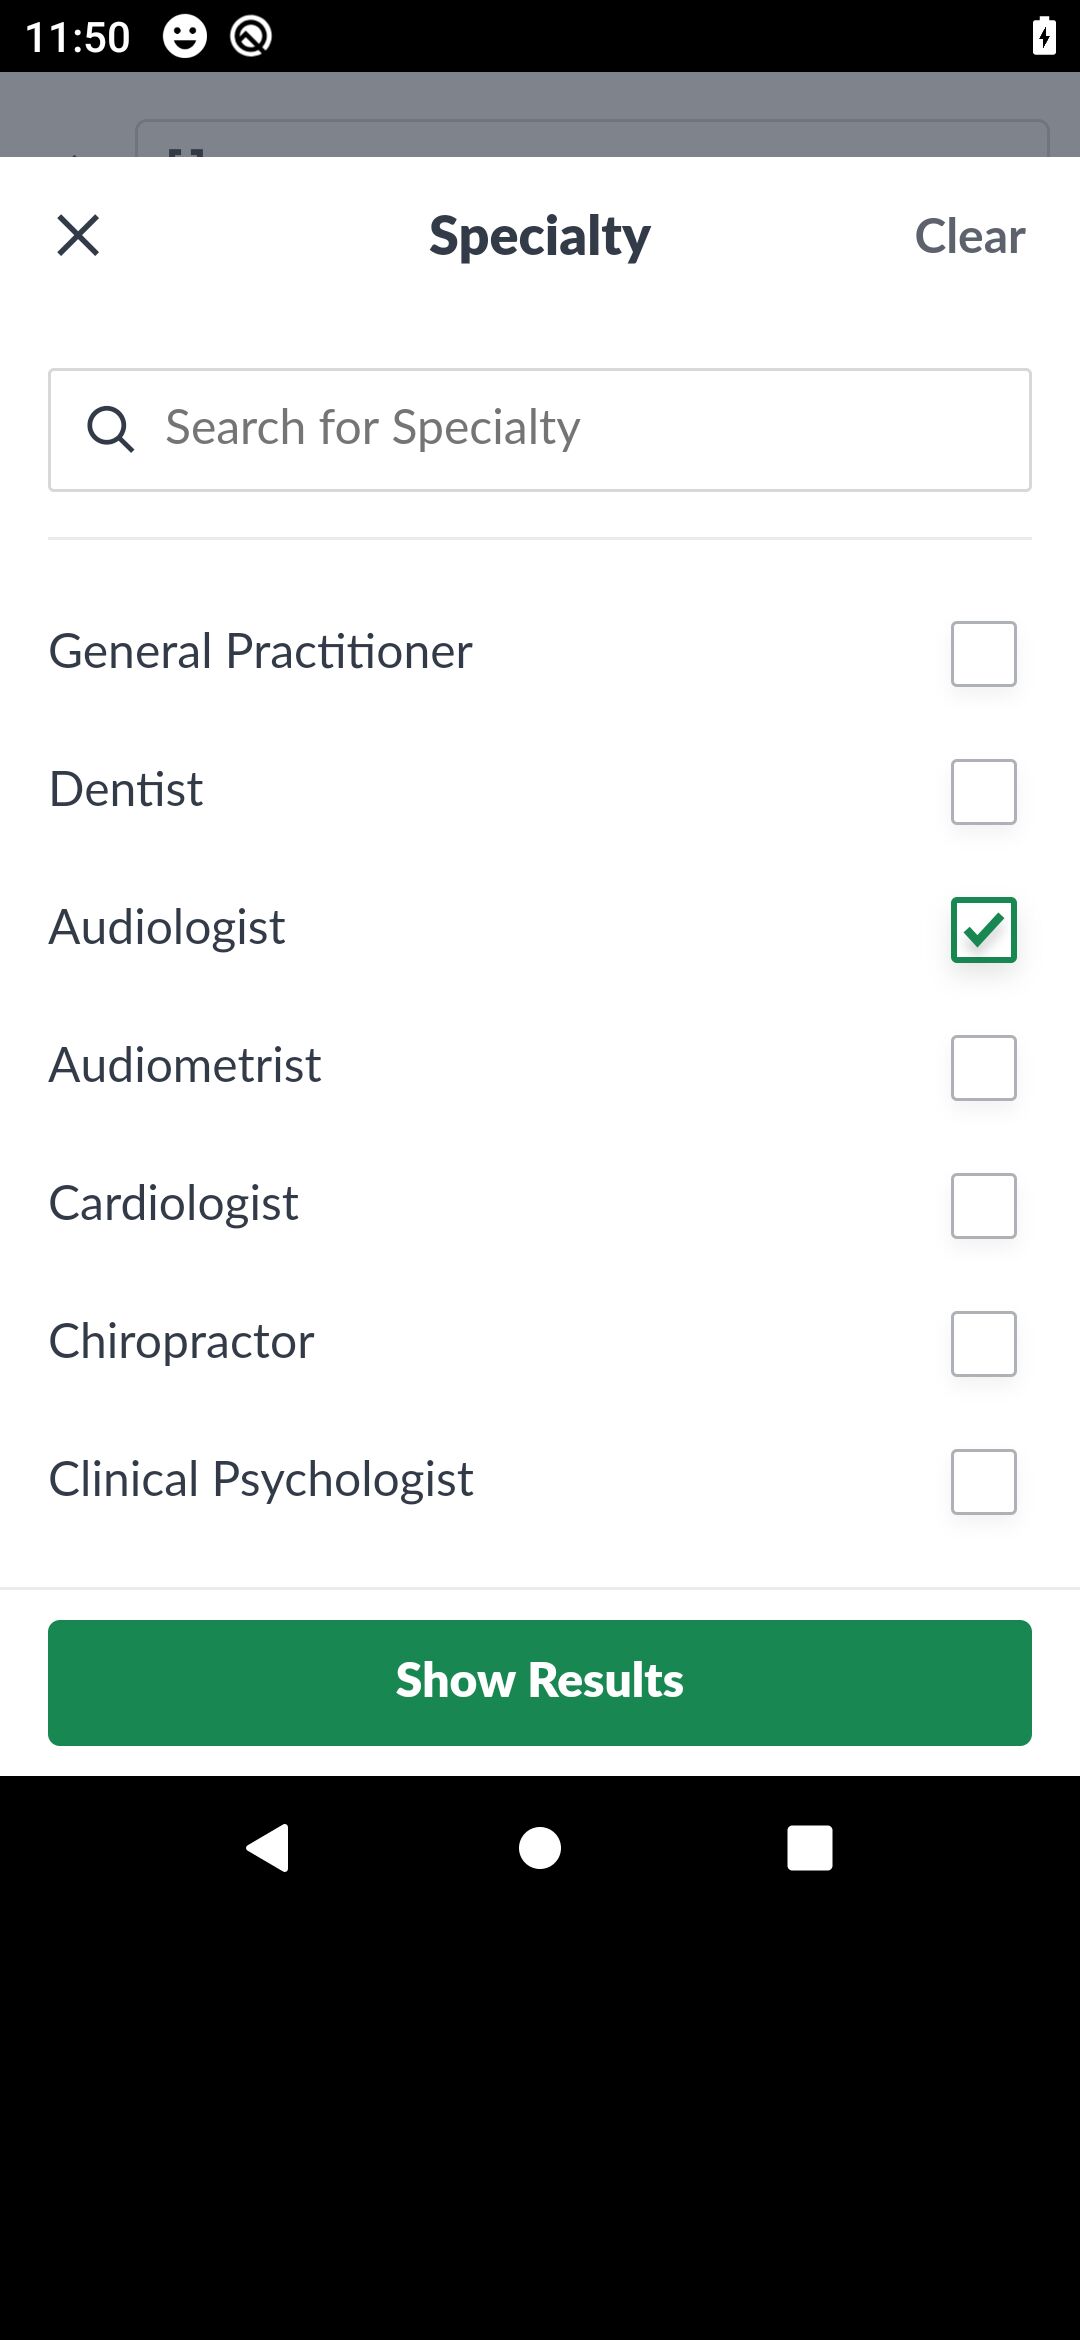 11:50
Specialty
Clear
Search for Specialty
General Practitioner
Dentist
Audiologist
Audiometrist
Cardiologist
Chiropractor
Clinical Psychologist
Show Results